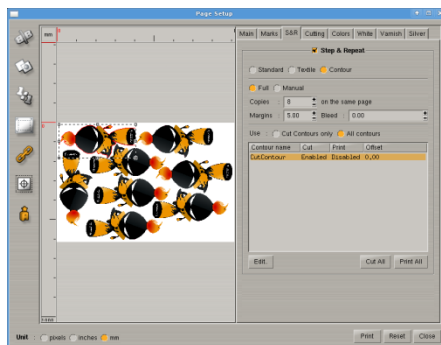 Page Setup
mm
Main Marks S&R Cutting Colors White Varnish Silver
Step & Repeat
Standard Textile Contour
Full Manual
Copies : 8 on the same page
Margins : 5.00 Bleed : 0.00
Use : Cut Contours only All contours
Contour name Cut Print Offset
CutContour Enabled Disabled 0,00
Edit. Cut All Print All
Unit : pixels inches mm
Print Reset Close